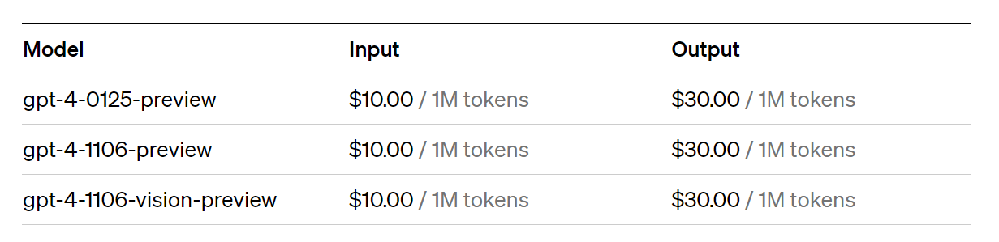 Model Input Output
gpt-4-0125-preview $10.00 / 1M tokens $30.00 / 1M tokens
gpt-4-1106-preview $10.00 / 1M tokens $30.00 / 1M tokens
gpt-4-1106-vision-preview $10.00 / 1M tokens $30.00 / 1M tokens